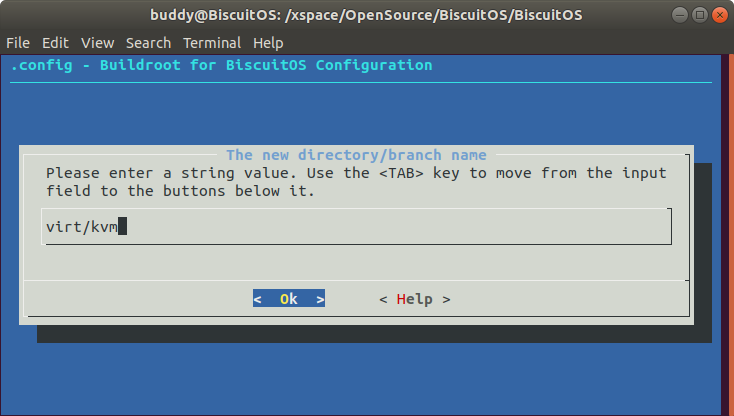 buddy@BiscuitOS: /xspace/OpenSource/BiscuitOS/BiscuitOS
File Edit View Search Terminal Help
.config - Buildroot for BiscuitOS Configuration
The new directory/branch name
Please enter a string value. Use the <TAB> key to move from the input
field to the buttons below it.
virt/kvm
< Ok > < Help >